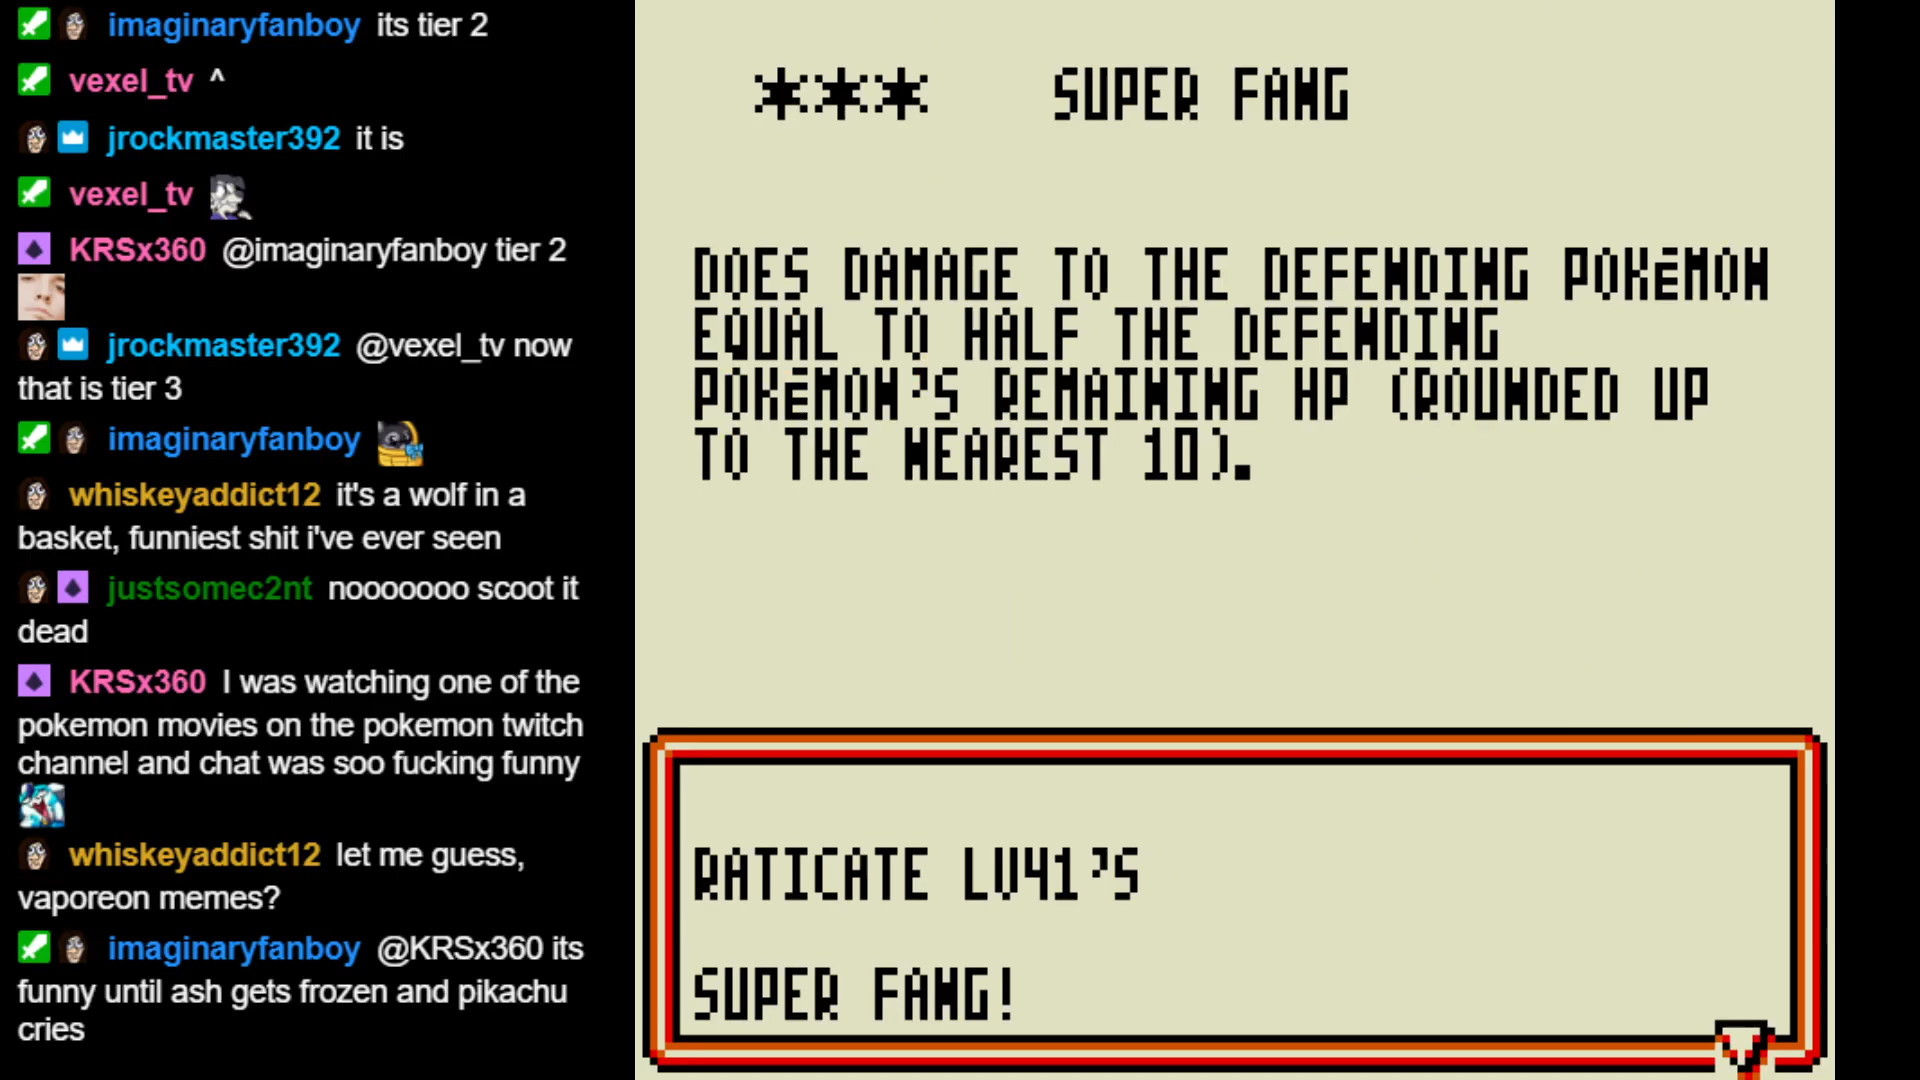 imaginaryfanboy its tier 2
vexel_tv ^
jrockmaster392 it is
vexel_tv
KRSx360 @imaginaryfanboy tier 2
jrockmaster392 @vexel_tv now
that is tier 3
imaginaryfanboy
whiskeyaddict12 it's a wolf in a
basket, funniest shit i've ever seen
justsomec2nt nooooooo scoot it
dead
KRSx360 I was watching one of the
pokemon movies on the pokemon twitch
channel and chat was soo fucking funny
whiskeyaddict12 let me guess,
vaporeon memes?
imaginaryfanboy @KRSx360 its
funny until ash gets frozen and pikachu
cries
*** SUPER FANG
DOES DAMAGE TO THE DEFENDING POKéMON
EQUAL TO HALF THE DEFENDING
POKéMON'S REMAINING HP (ROUNDED UP
TO THE NEAREST 10).
RATICATE LV41'S
SUPER FANG!